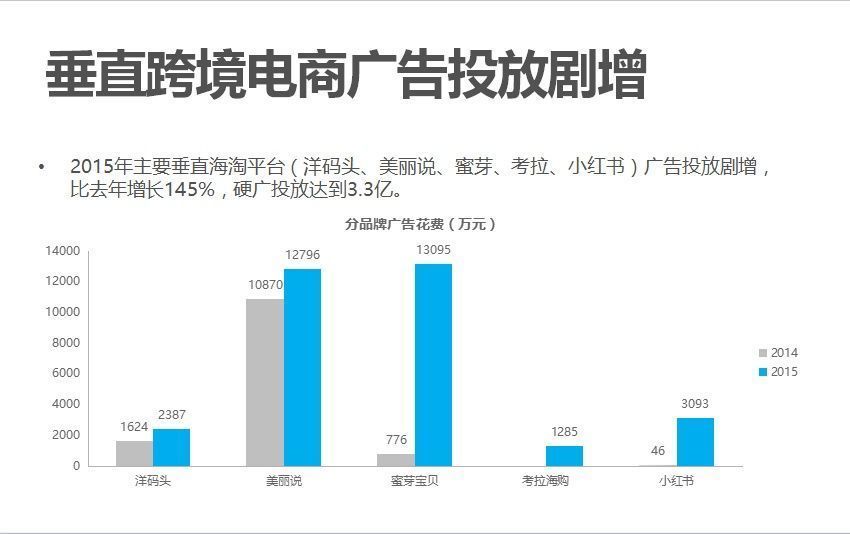 垂直跨境电商广告投放剧增
• 2015年主要垂直海淘平台（洋码头、美丽说、蜜芽、考拉、小红书）广告投放剧增，
比去年增长145%，硬广投放达到3.3亿。
分品牌广告花费（万元）
14000
12000
10000
8000
6000
4000
2000
0
1624
2387
10870
12796
776
13095
1285
46
3093
2014
2015
洋码头
美丽说
蜜芽宝贝
考拉海购
小红书